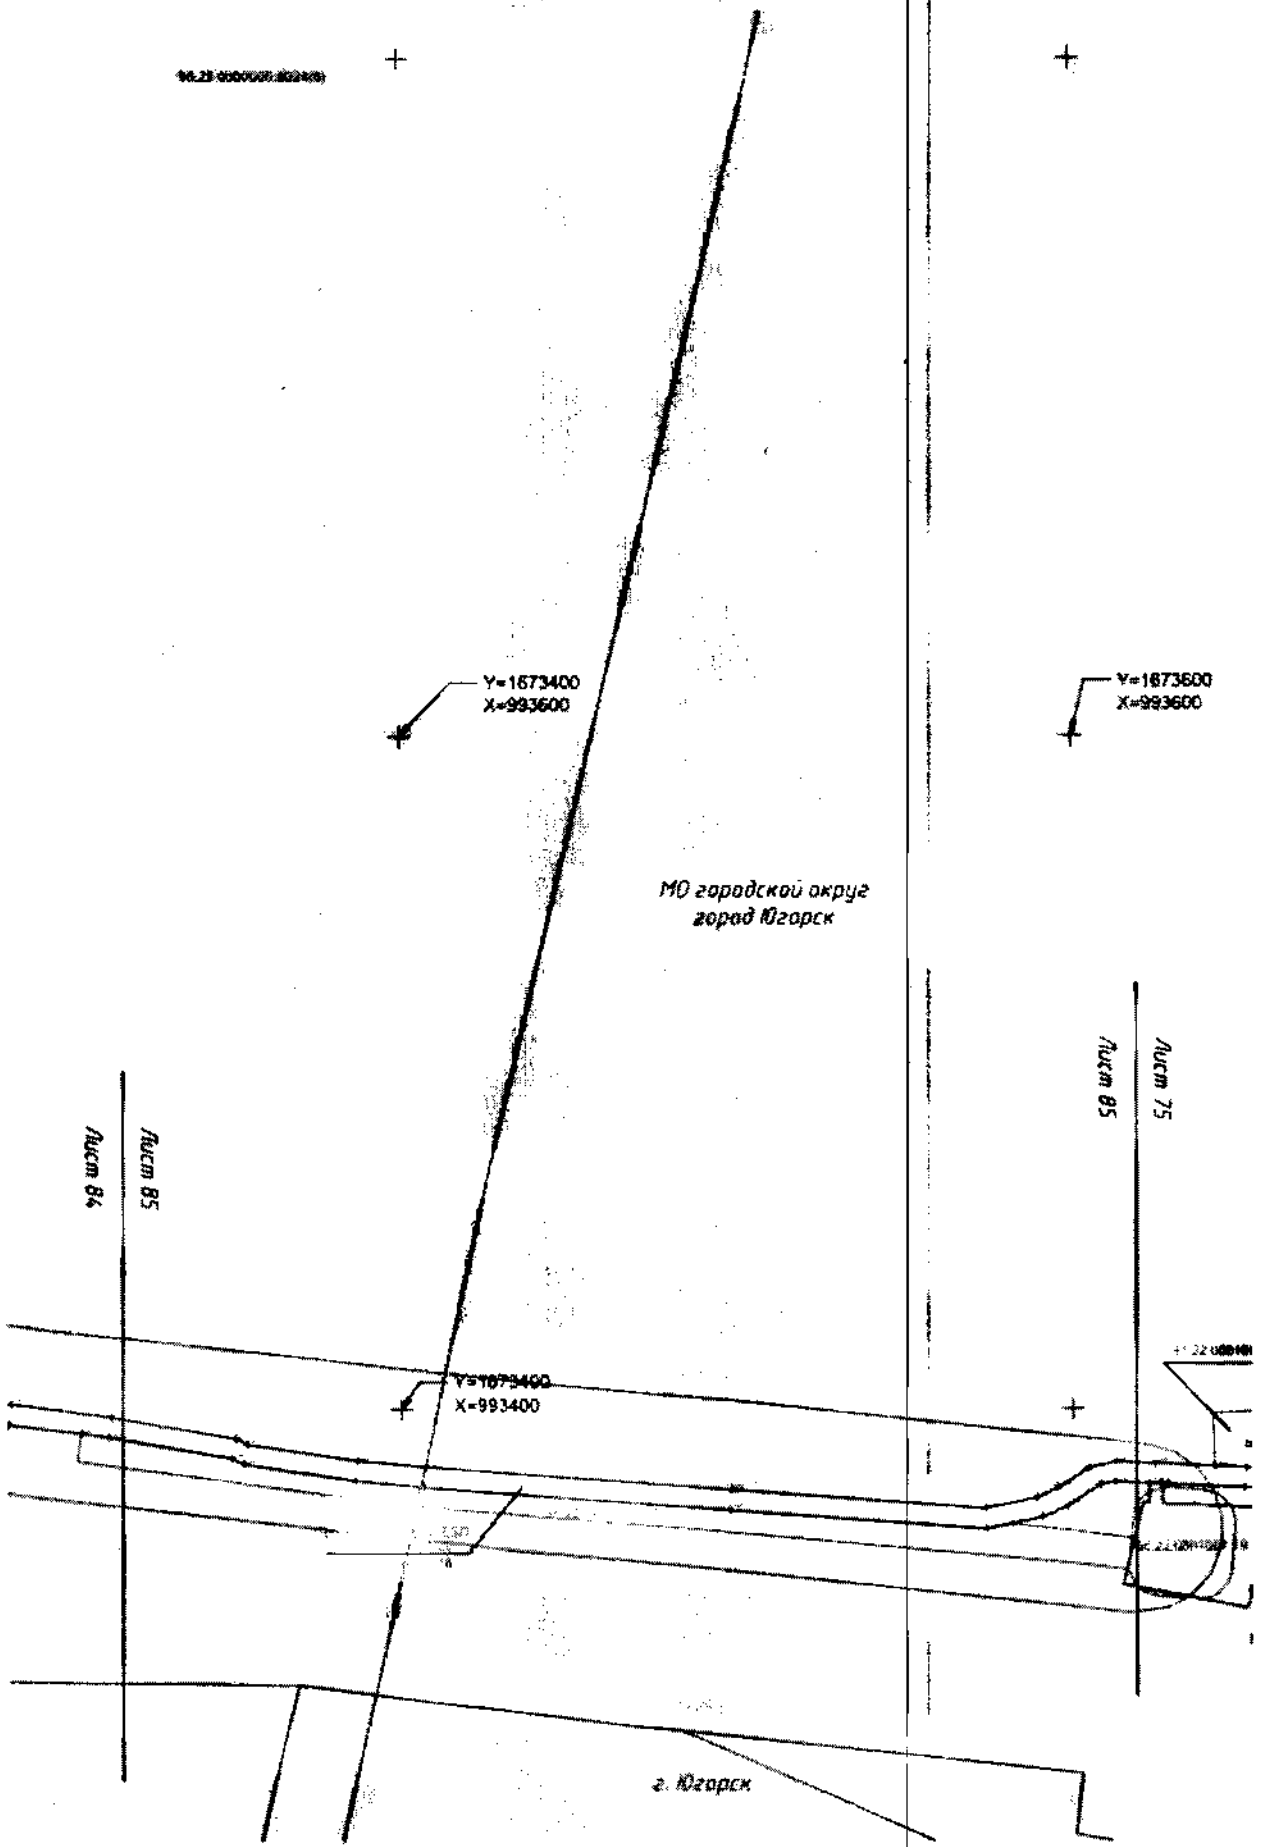 Y=1673400
X=993600
Y=1673600
X=993600
МО городской округ
город Югорск
Лист 75
Лист 85
Лист 85
Лист 84
Y=1673400
X=993400
г. Югорск